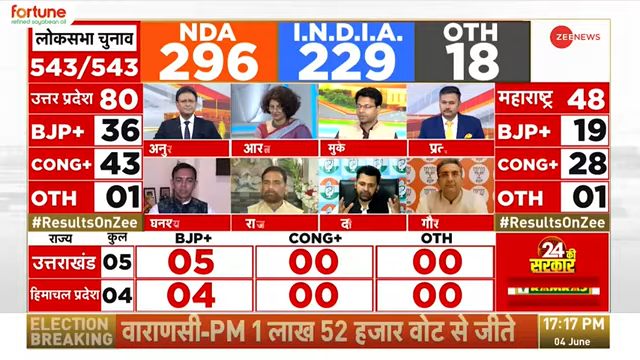 fortune
refined soyabean oil
लोकसभा चुनाव
543/543
NDA
296
I.N.D.I.A.
229
OTH
18
ZEE NEWS
उत्तर प्रदेश 80
BJP+ 36
CONG+ 43
OTH 01
#ResultsOnZee
महाराष्ट्र 48
BJP+ 19
CONG+ 28
OTH 01
#ResultsOnZee
राज्य कुल BJP+ CONG+ OTH
उत्तराखंड 05 05 00 00
हिमाचल प्रदेश 04 04 00 00
24 की
सरकार
ELECTION
BREAKING
वाराणसी-PM 1 लाख 52 हजार वोट से जीते
17:17 PM
04 June